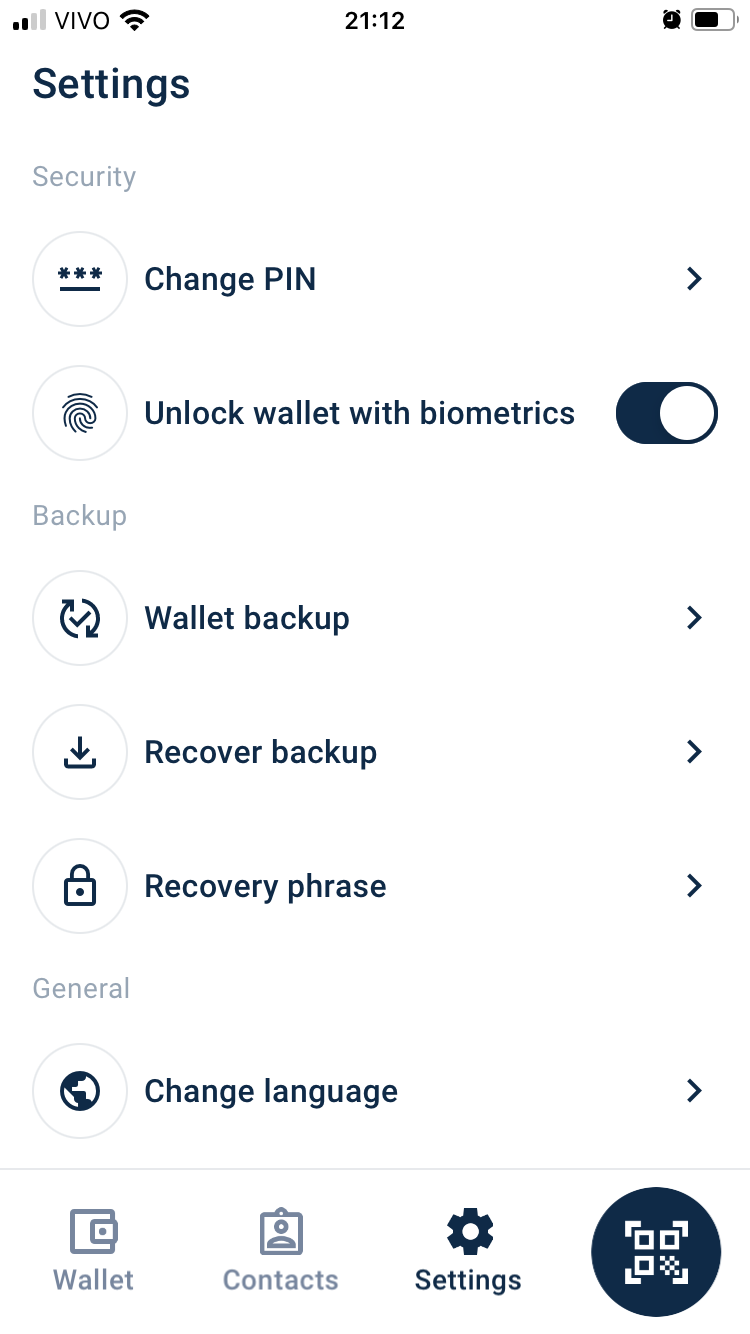 VIVO
21:12
Settings
Security
Change PIN
Unlock wallet with biometrics
Backup
Wallet backup
Recover backup
Recovery phrase
General
Change language
Wallet
Contacts
Settings